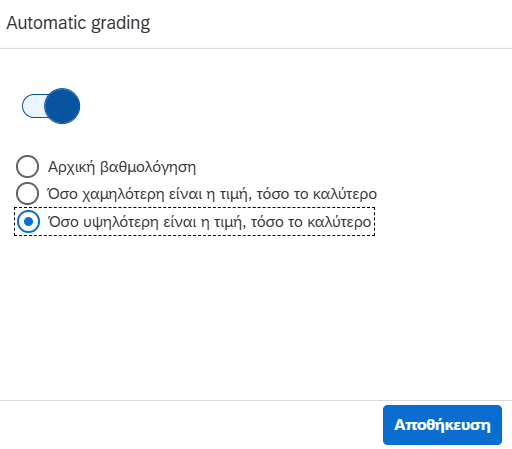 Automatic grading
Αρχική βαθμολόγηση
Όσο χαμηλότερη είναι η τιμή, τόσο το καλύτερο
Όσο υψηλότερη είναι η τιμή, τόσο το καλύτερο
Αποθήκευση